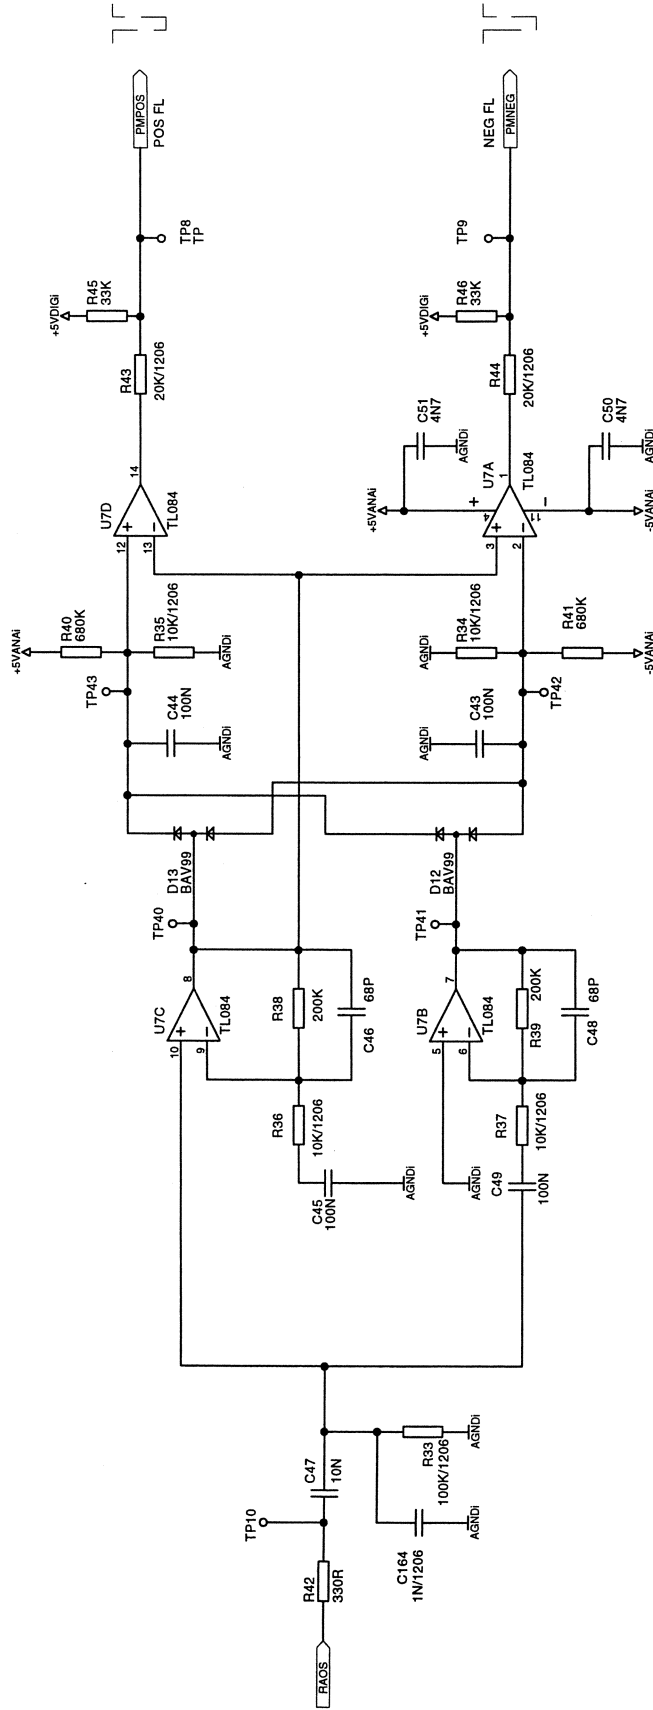 RAOS
R42
330R
TP10
C47
10N
C164
1N/1206
AGNDi
R33
100K/1206
AGNDi
C45
100N
AGNDi
R36
10K/1206
U7C
10
9
8
+
−
TL084
R38
200K
C46
68P
TP40
D13
BAV99
C49
100N
AGNDi
R37
10K/1206
U7B
5
6
7
+
−
TL084
R39
200K
C48
68P
TP41
D12
BAV99
C44
100N
AGNDi
TP43
+5VANAi
R40
680K
R35
10K/1206
AGNDi
AGNDi
C43
100N
TP42
AGNDi
R34
10K/1206
R41
680K
-5VANAi
U7D
12
13
14
+
−
TL084
R43
20K/1206
+5VDIGi
R45
33K
TP8
TP
PMPOS
POS FL
+5VANAi
C51
4N7
AGNDi
U7A
3
2
1
4
11
+
−
+
−
TL084
-5VANAi
C50
4N7
AGNDi
R44
20K/1206
+5VDIGi
R46
33K
TP9
NEG FL
PMNEG